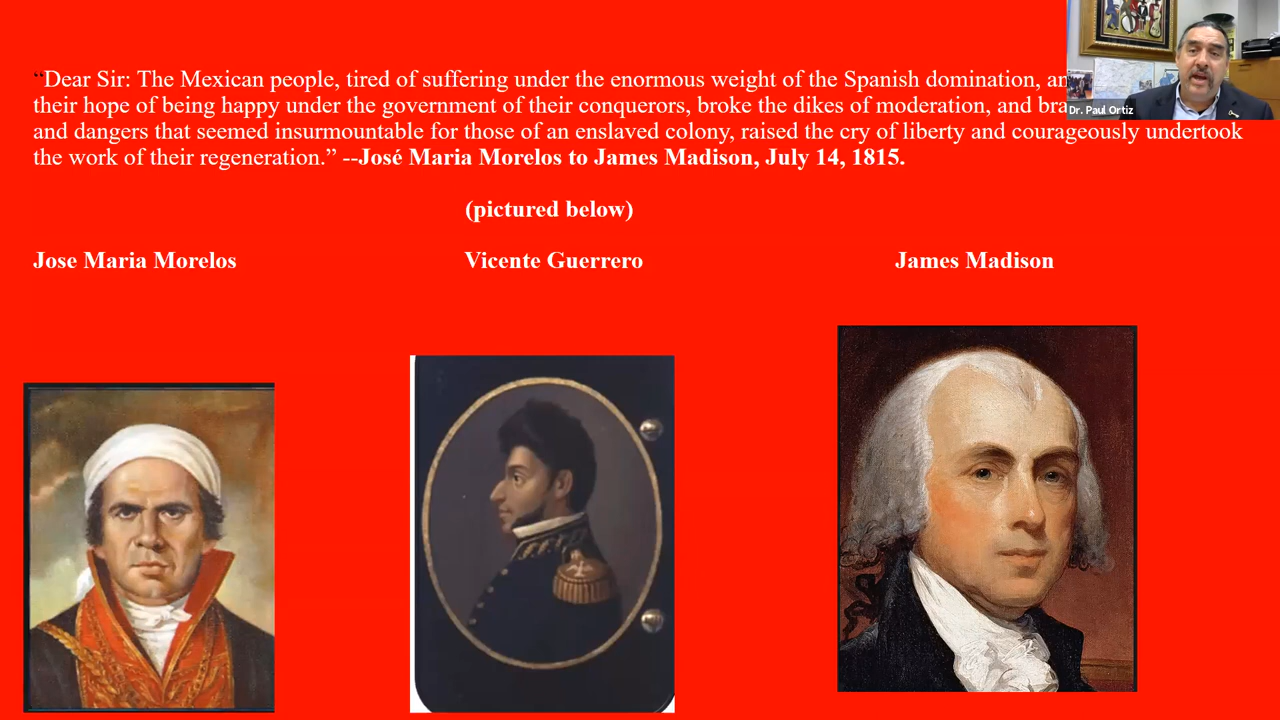 “Dear Sir: The Mexican people, tired of suffering under the enormous weight of the Spanish domination,
their hope of being happy under the government of their conquerors, broke the dikes of moderation, and
and dangers that seemed insurmountable for those of an enslaved colony, raised the cry of liberty and courageously undertook
the work of their regeneration.” --José Maria Morelos to James Madison, July 14, 1815.
(pictured below)
Jose Maria Morelos Vicente Guerrero James Madison
Dr. Paul Ortiz